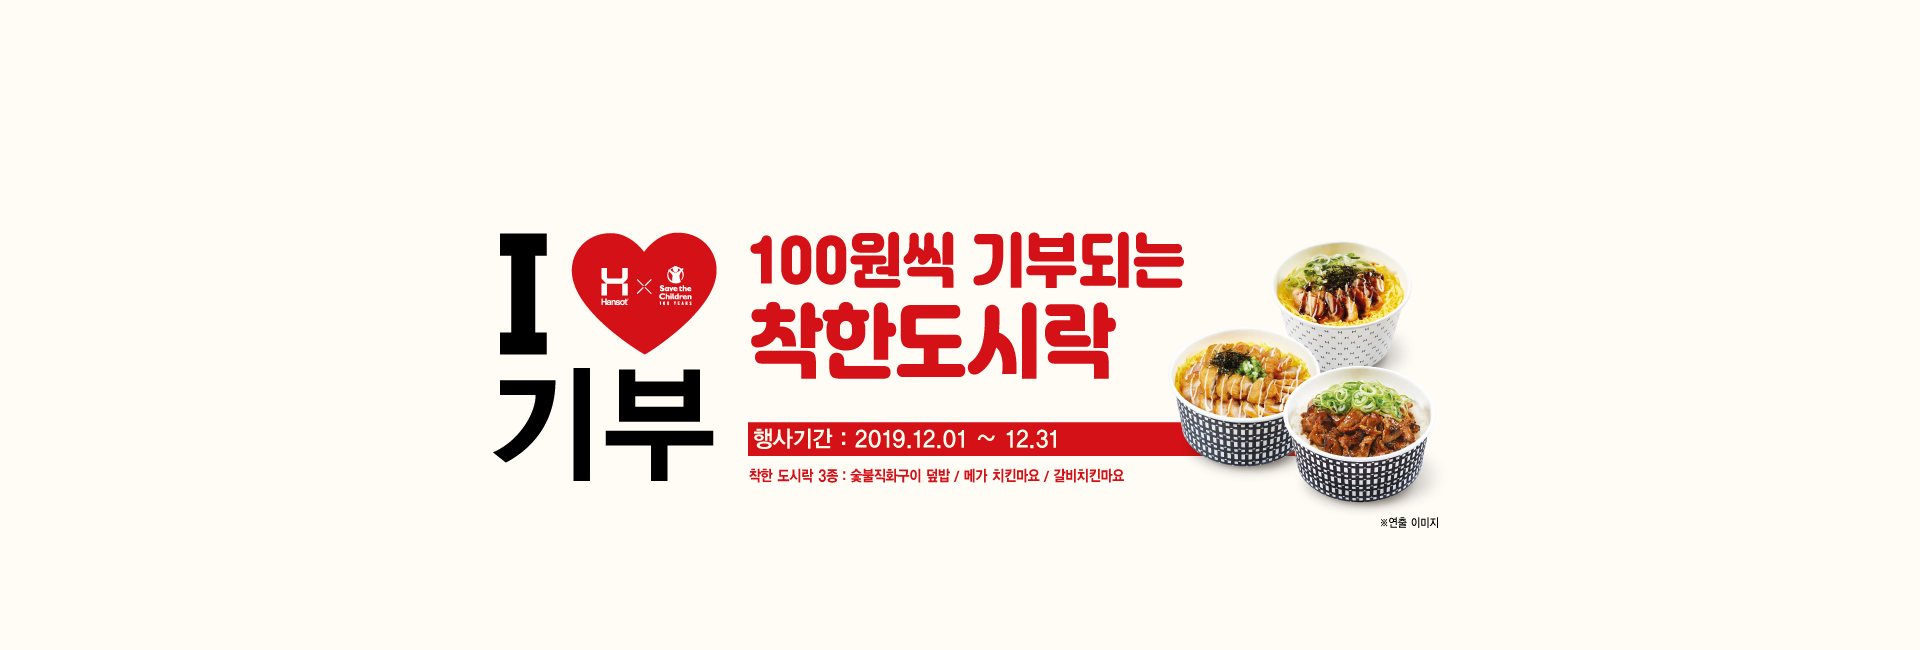 I
Hansot
Save the
Children
100 YEARS
기부
100원씩 기부되는
착한도시락
행사기간 : 2019.12.01 ~ 12.31
착한 도시락 3종 : 숯불직화구이 덮밥 / 메가 치킨마요 / 갈비치킨마요
※연출 이미지